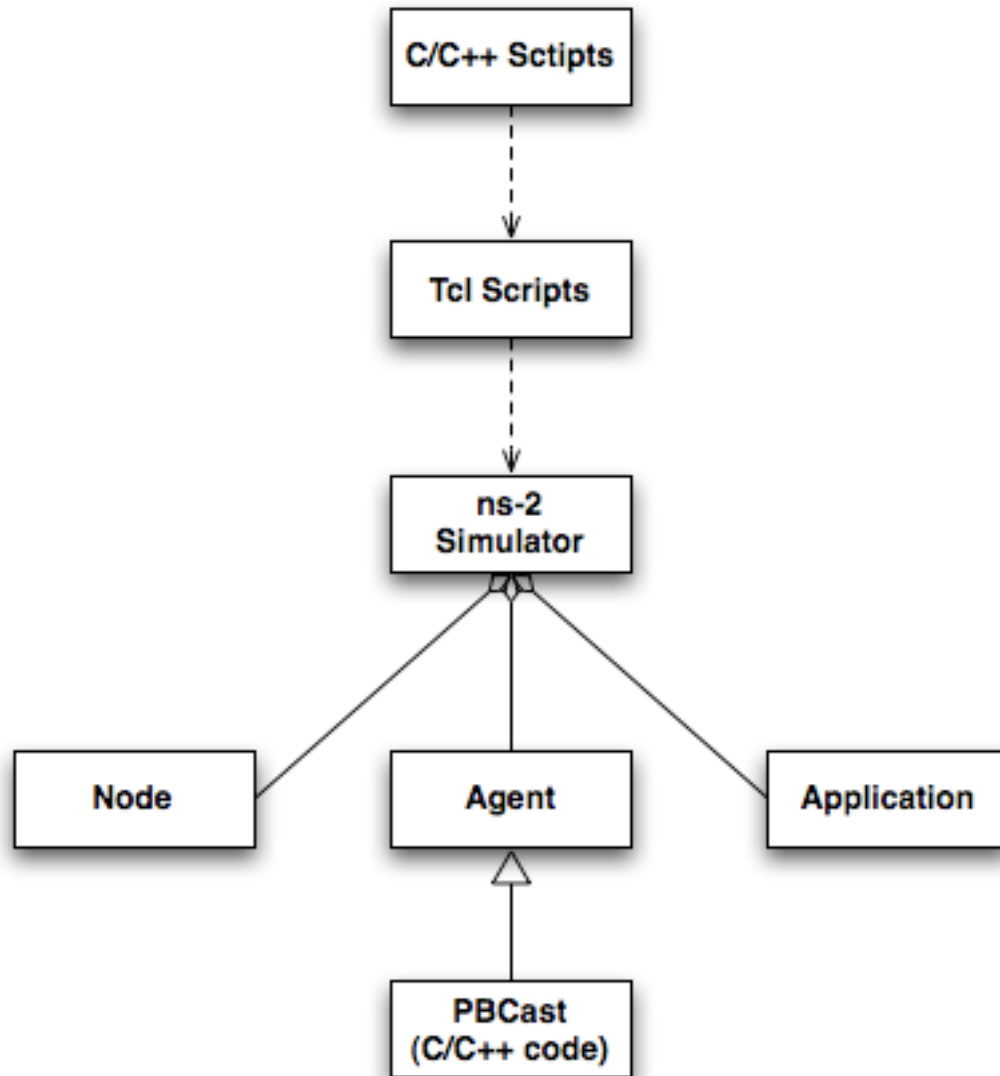 C/C++ Sctipts
Tcl Scripts
ns-2
Simulator
Node
Agent
Application
PBCast
(C/C++ code)